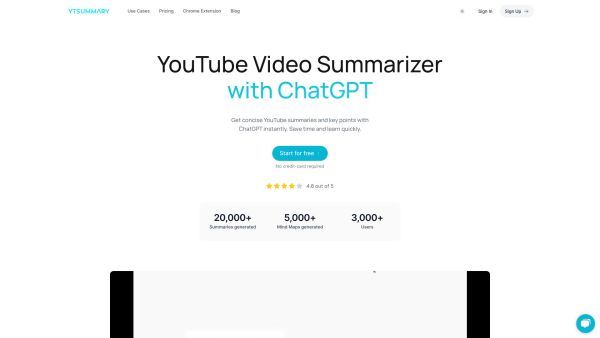 YTSUMMARY
Use Cases
Pricing
Chrome Extension
Blog
Sign In
Sign Up →
YouTube Video Summarizer
with ChatGPT
Get concise YouTube summaries and key points with
ChatGPT instantly. Save time and learn quickly.
Start for free
No credit card required
4.8 out of 5
20,000+
Summaries generated
5,000+
Mind Maps generated
3,000+
Users